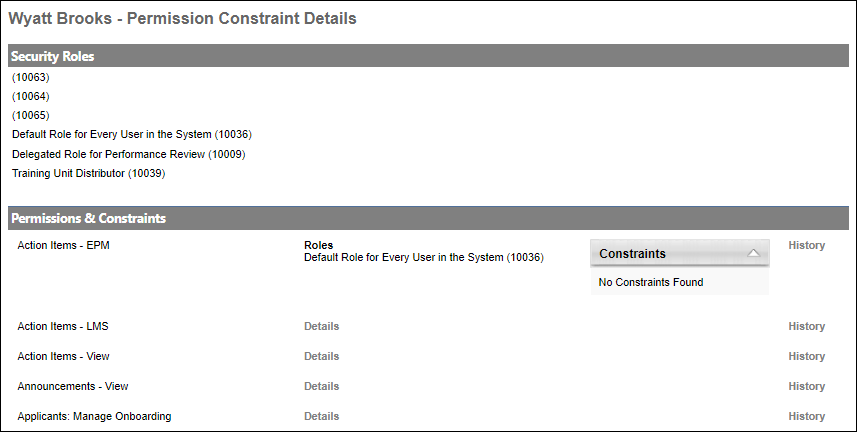 Wyatt Brooks - Permission Constraint Details
Security Roles
(10063)
(10064)
(10065)
Default Role for Every User in the System (10036)
Delegated Role for Performance Review (10009)
Training Unit Distributor (10039)
Permissions & Constraints
Action Items - EPM
Roles
Default Role for Every User in the System (10036)
Constraints
No Constraints Found
History
Action Items - LMS Details History
Action Items - View Details History
Announcements - View Details History
Applicants: Manage Onboarding Details History